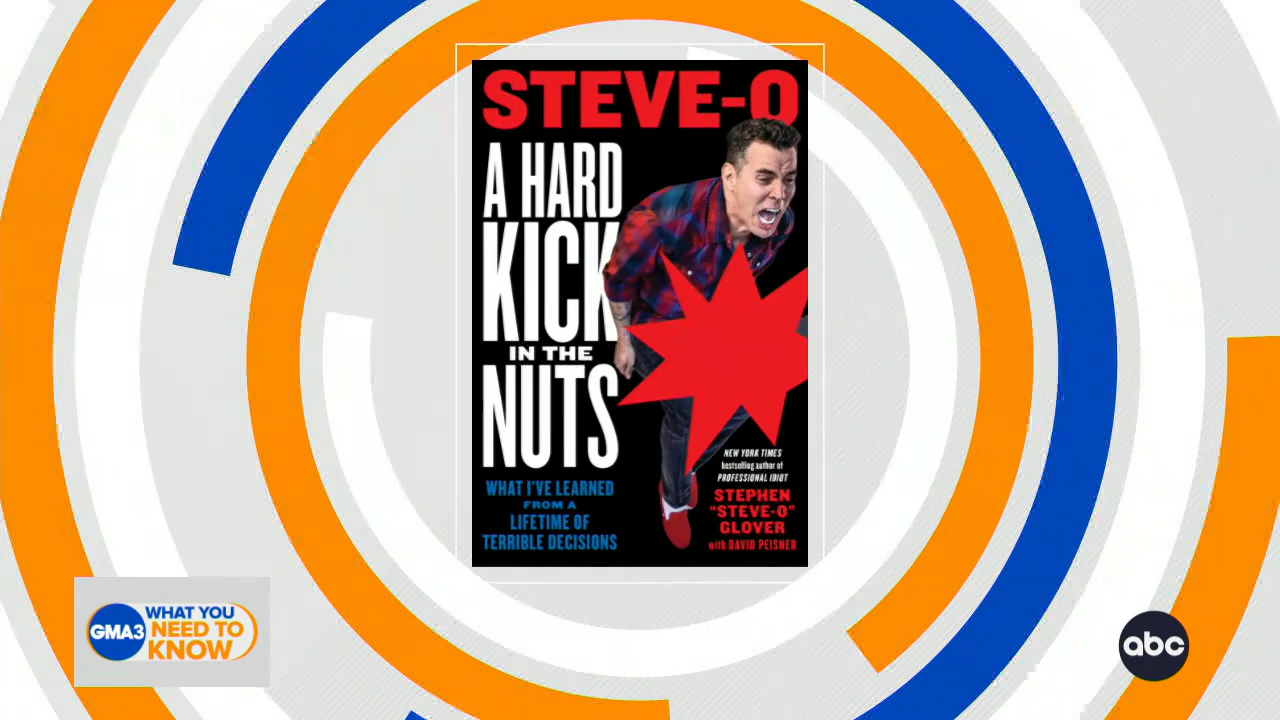 STEVE-O
A HARD
KICK
IN THE
NUTS
WHAT I'VE LEARNED
FROM A
LIFETIME OF
TERRIBLE DECISIONS
NEW YORK TIMES
bestselling author of
PROFESSIONAL IDIOT
STEPHEN
"STEVE-O"
GLOVER
with DAVID PEISNER
GMA3
WHAT YOU
NEED TO
KNOW
abc